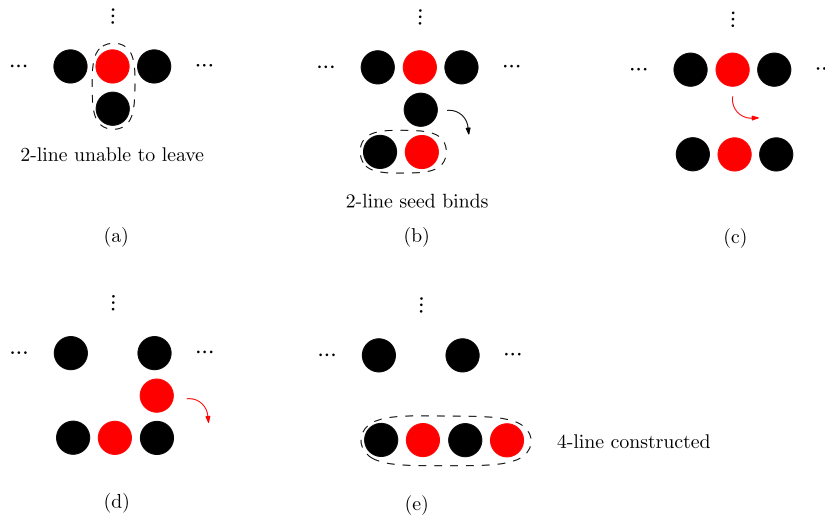 2-line unable to leave
2-line seed binds
(a)
(b)
(c)
4-line constructed
(d)
(e)